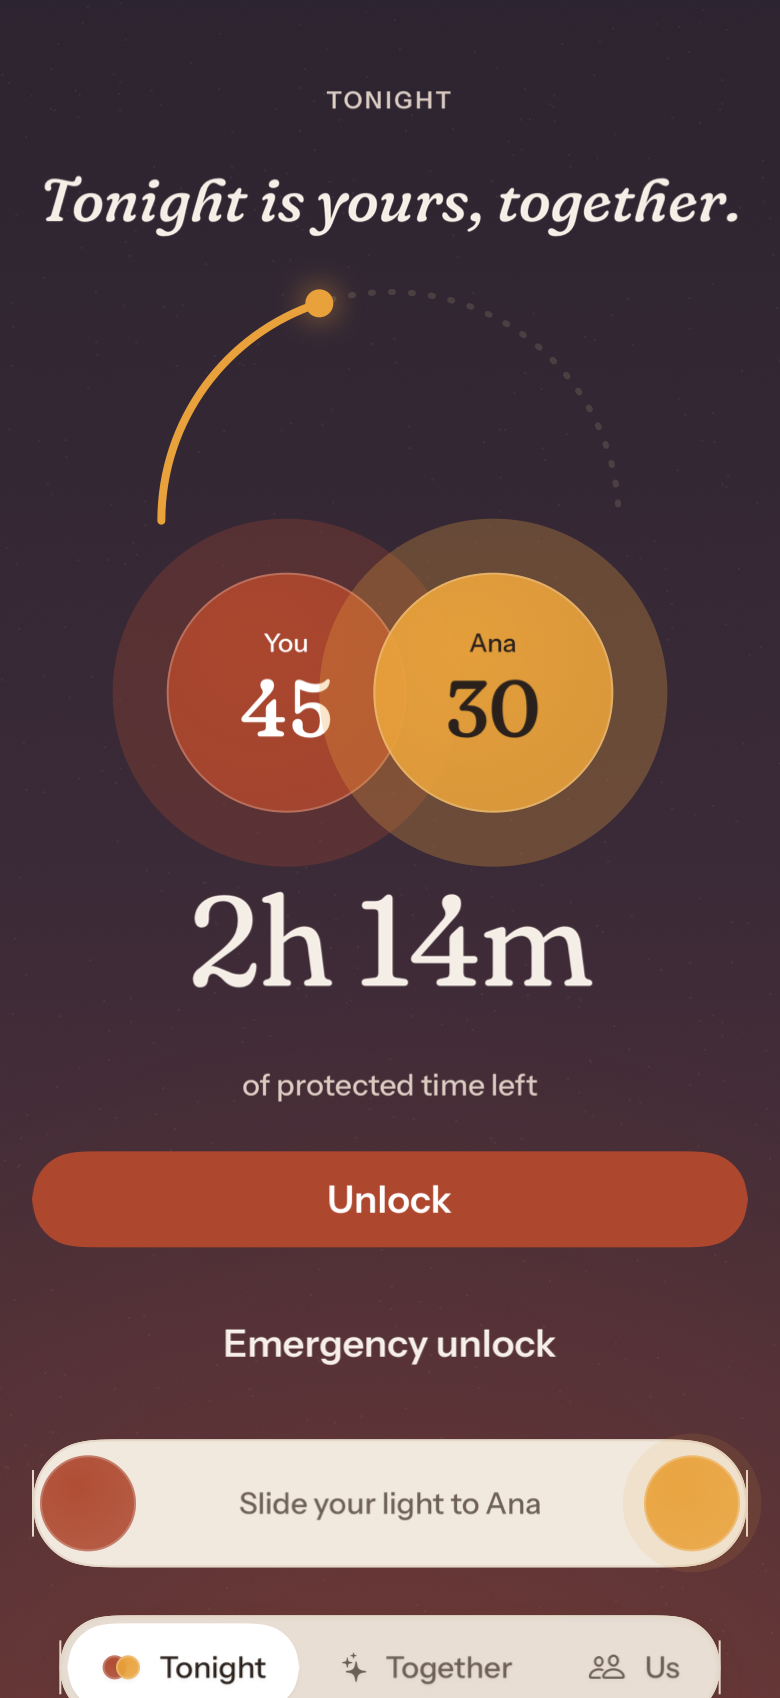 TONIGHT
Tonight is yours, together.
You
45
Ana
30
2h 14m
of protected time left
Unlock
Emergency unlock
Slide your light to Ana
Tonight
Together
Us